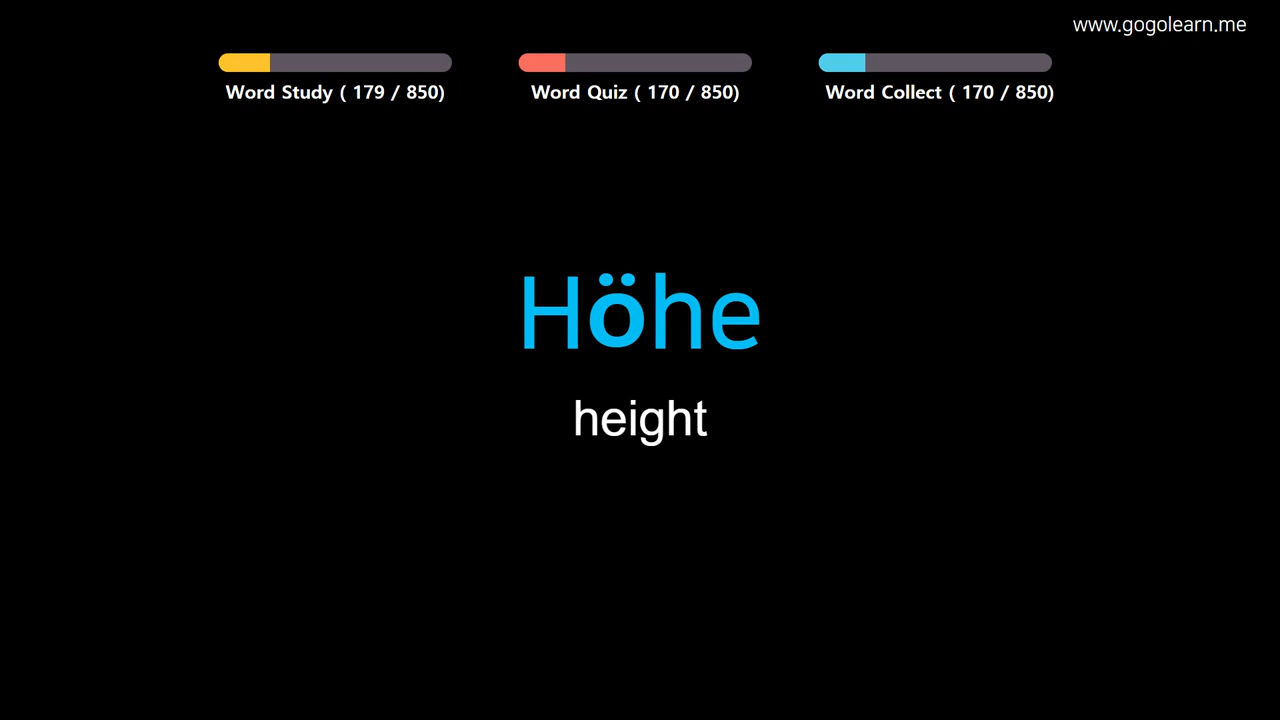 www.gogolearn.me
Word Study ( 179 / 850)
Word Quiz ( 170 / 850)
Word Collect ( 170 / 850)
Höhe
height